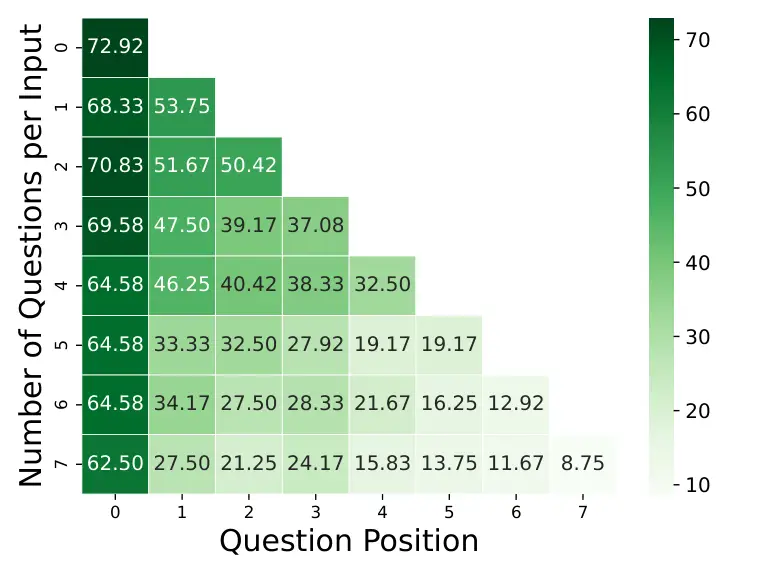 Number of Questions per Input
0 72.92
1 68.33 53.75
2 70.83 51.67 50.42
3 69.58 47.50 39.17 37.08
4 64.58 46.25 40.42 38.33 32.50
5 64.58 33.33 32.50 27.92 19.17 19.17
6 64.58 34.17 27.50 28.33 21.67 16.25 12.92
7 62.50 27.50 21.25 24.17 15.83 13.75 11.67 8.75
0 1 2 3 4 5 6 7
Question Position
70
60
50
40
30
20
10